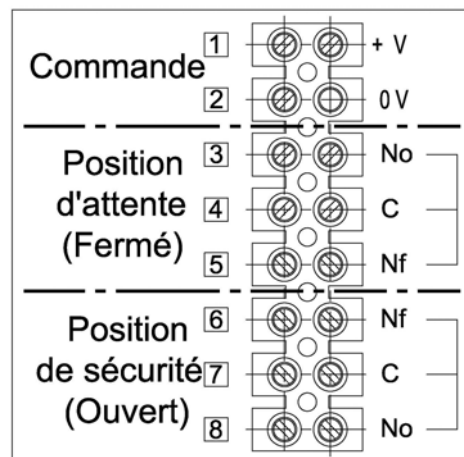 Commande
1 + V
2 0 V
Position
d'attente
(Fermé)
3 No
4 C
5 Nf
Position
de sécurité
(Ouvert)
6 Nf
7 C
8 No